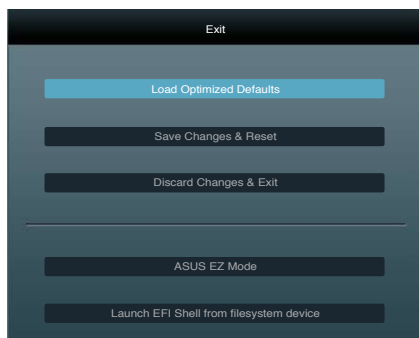 Exit
Load Optimized Defaults
Save Changes & Reset
Discard Changes & Exit
ASUS EZ Mode
Launch EFI Shell from filesystem device